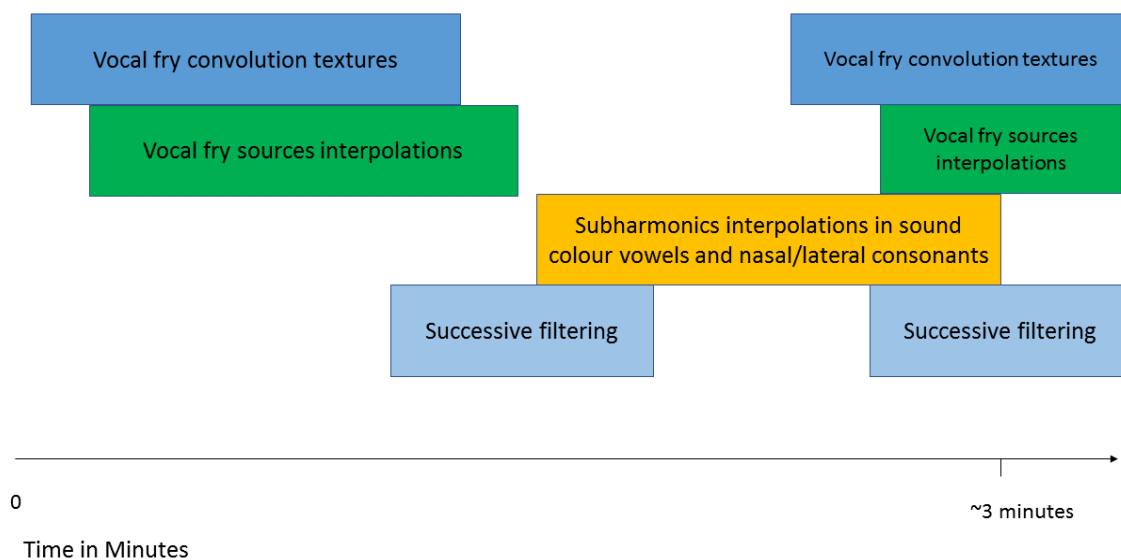 Vocal fry convolution textures
Vocal fry convolution textures
Vocal fry sources interpolations
Vocal fry sources
interpolations
Subharmonics interpolations in sound
colour vowels and nasal/lateral consonants
Successive filtering
Successive filtering
0
~3 minutes
Time in Minutes